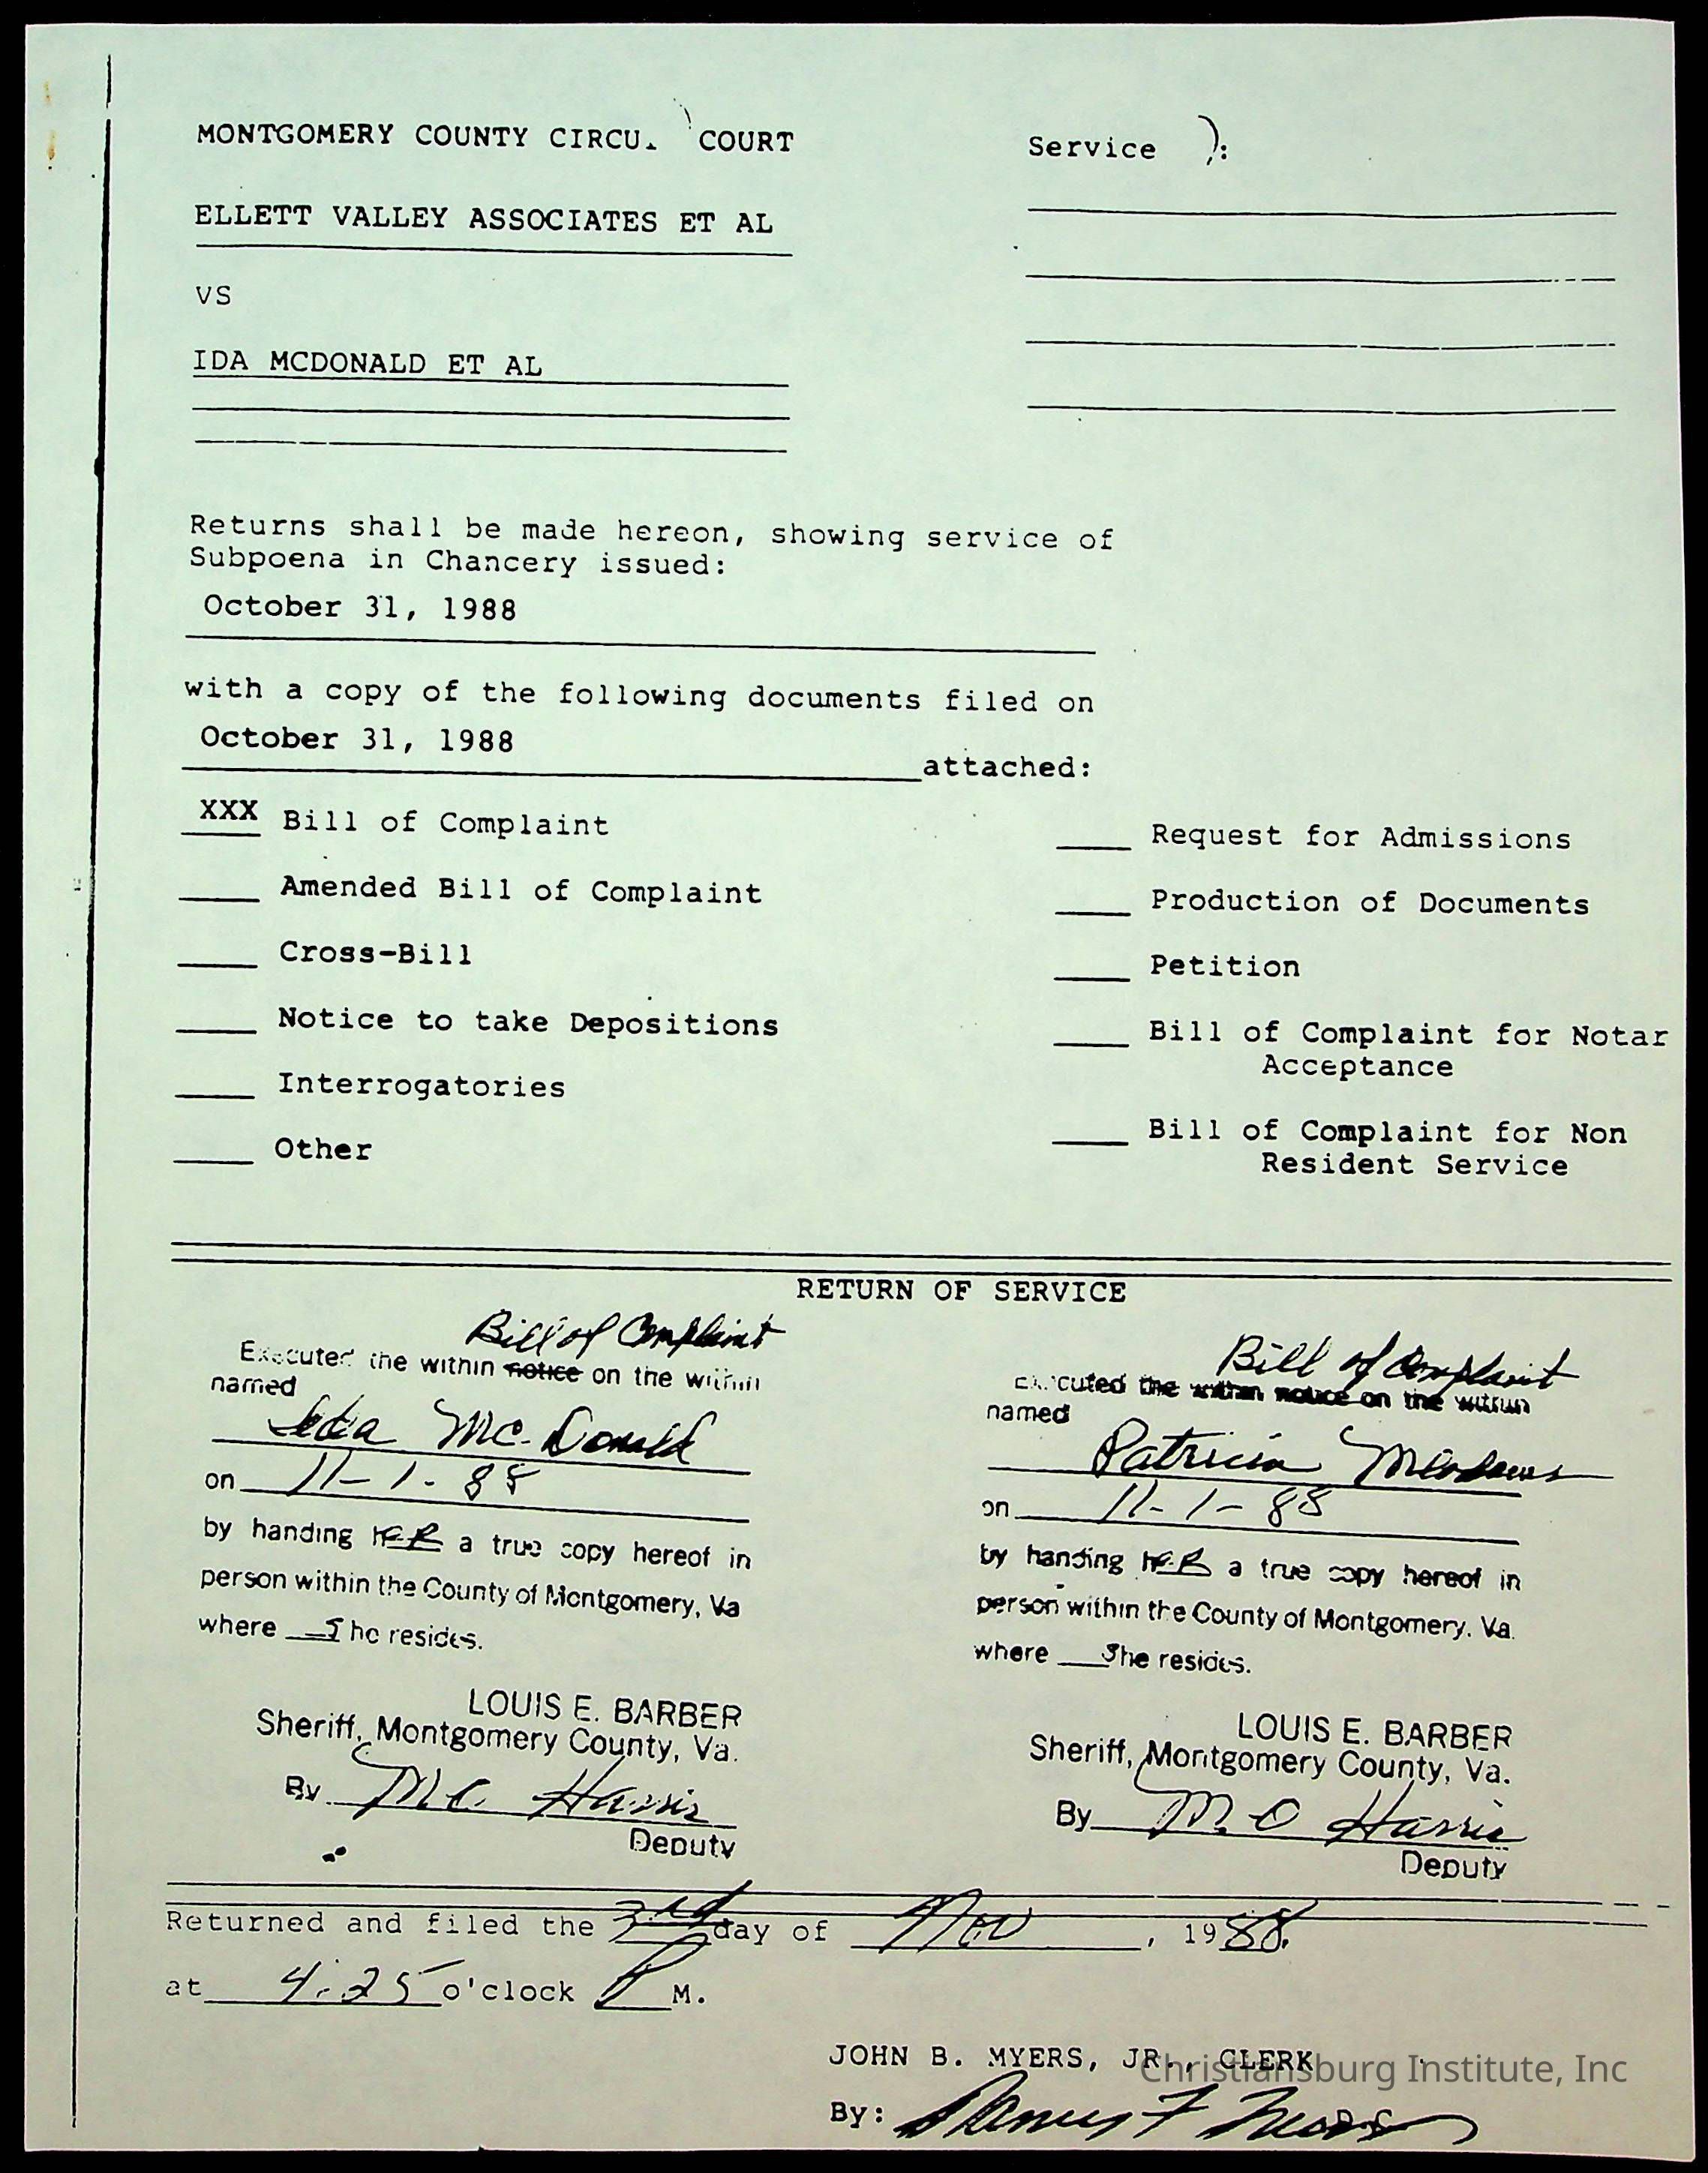 MONTGOMERY COUNTY CIRCU. COURT
Service ):
ELLETT VALLEY ASSOCIATES ET AL
VS
IDA MCDONALD ET AL
Returns shall be made hereon, showing service of
Subpoena in Chancery issued:
October 31, 1988
with a copy of the following documents filed on
October 31, 1988
attached:
XXX Bill of Complaint
Amended Bill of Complaint
Cross-Bill
Notice to take Depositions
Interrogatories
Other
Request for Admissions
Production of Documents
Petition
Bill of Complaint for Notar
Acceptance
Bill of Complaint for Non
Resident Service
RETURN OF SERVICE
Bill of Complaint
Executed the within notice on the within
named
Ida Mc. Donald
on 11-1-88
by handing her a true copy hereof in
person within the County of Montgomery, Va
where She resides.
LOUIS E. BARBER
Sheriff, Montgomery County, Va.
By M.C. Harris
Deputy
Bill of Complaint
Executed the within notice on the within
named
Patricia Meadows
on 11-1-88
by handing her a true copy hereof in
person within the County of Montgomery, Va.
where She resides.
LOUIS E. BARBER
Sheriff, Montgomery County, Va.
By M.C Harris
Deputy
Returned and filed the 3rd day of Nov, 1988.
at 4:25 o'clock P M.
JOHN B. MYERS, JR., CLERK
Christiansburg Institute, Inc
By: